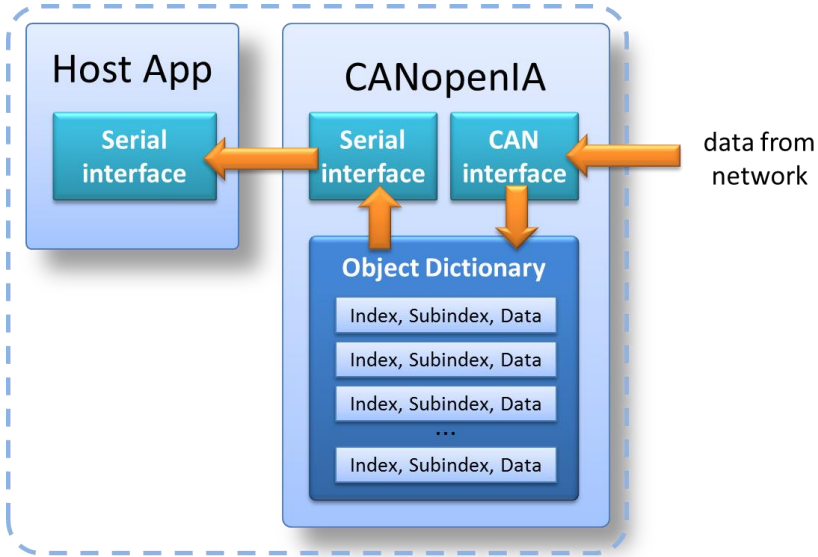 Host App
Serial
interface
CANopenIA
Serial
interface
CAN
interface
data from
network
Object Dictionary
Index, Subindex, Data
Index, Subindex, Data
Index, Subindex, Data
...
Index, Subindex, Data